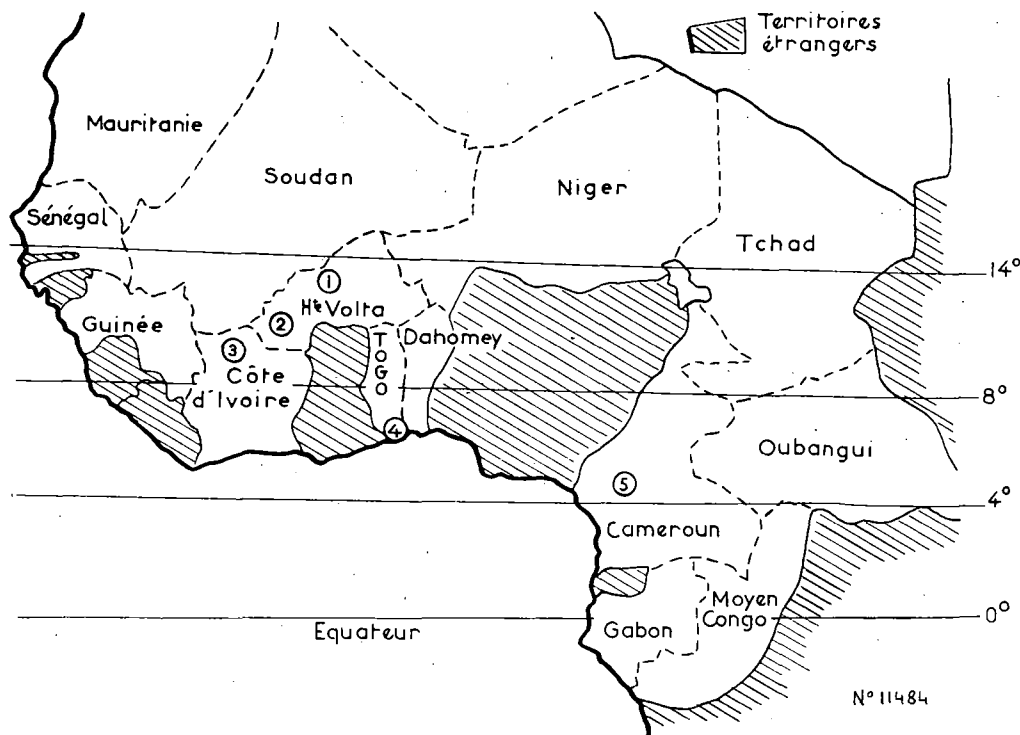 Territoires
étrangers
Mauritanie
Soudan
Niger
Sénégal
Tchad
14°
①
Hte Volta
②
Guinée
Dahomey
③
TOGO
Côte
d'Ivoire
8°
④
Oubangui
⑤
4°
Cameroun
Moyen
Congo
0°
Equateur
Gabon
N° 11484